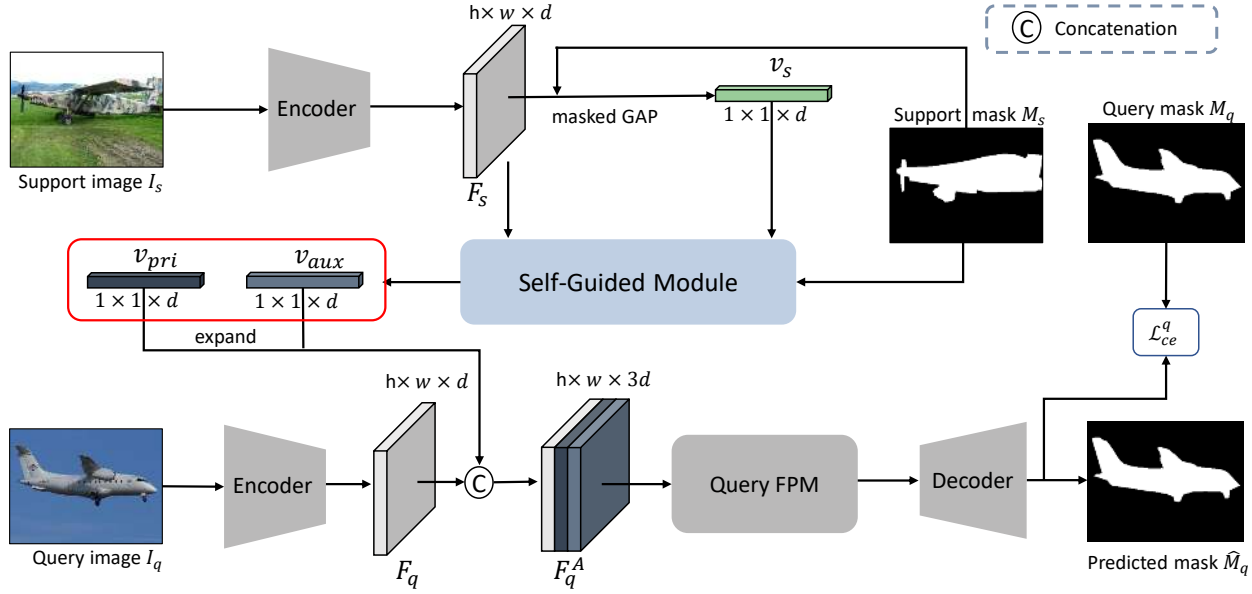 h× w × d
C Concatenation
Encoder
v_s
masked GAP
1 × 1 × d
Support mask M_s
Query mask M_q
Support image I_s
F_s
v_pri
v_aux
1 × 1 × d
1 × 1 × d
Self-Guided Module
expand
ℒ_ce^q
h× w × d
h× w × 3d
Encoder
C
Query FPM
Decoder
Query image I_q
F_q
F_q^A
Predicted mask M̂_q